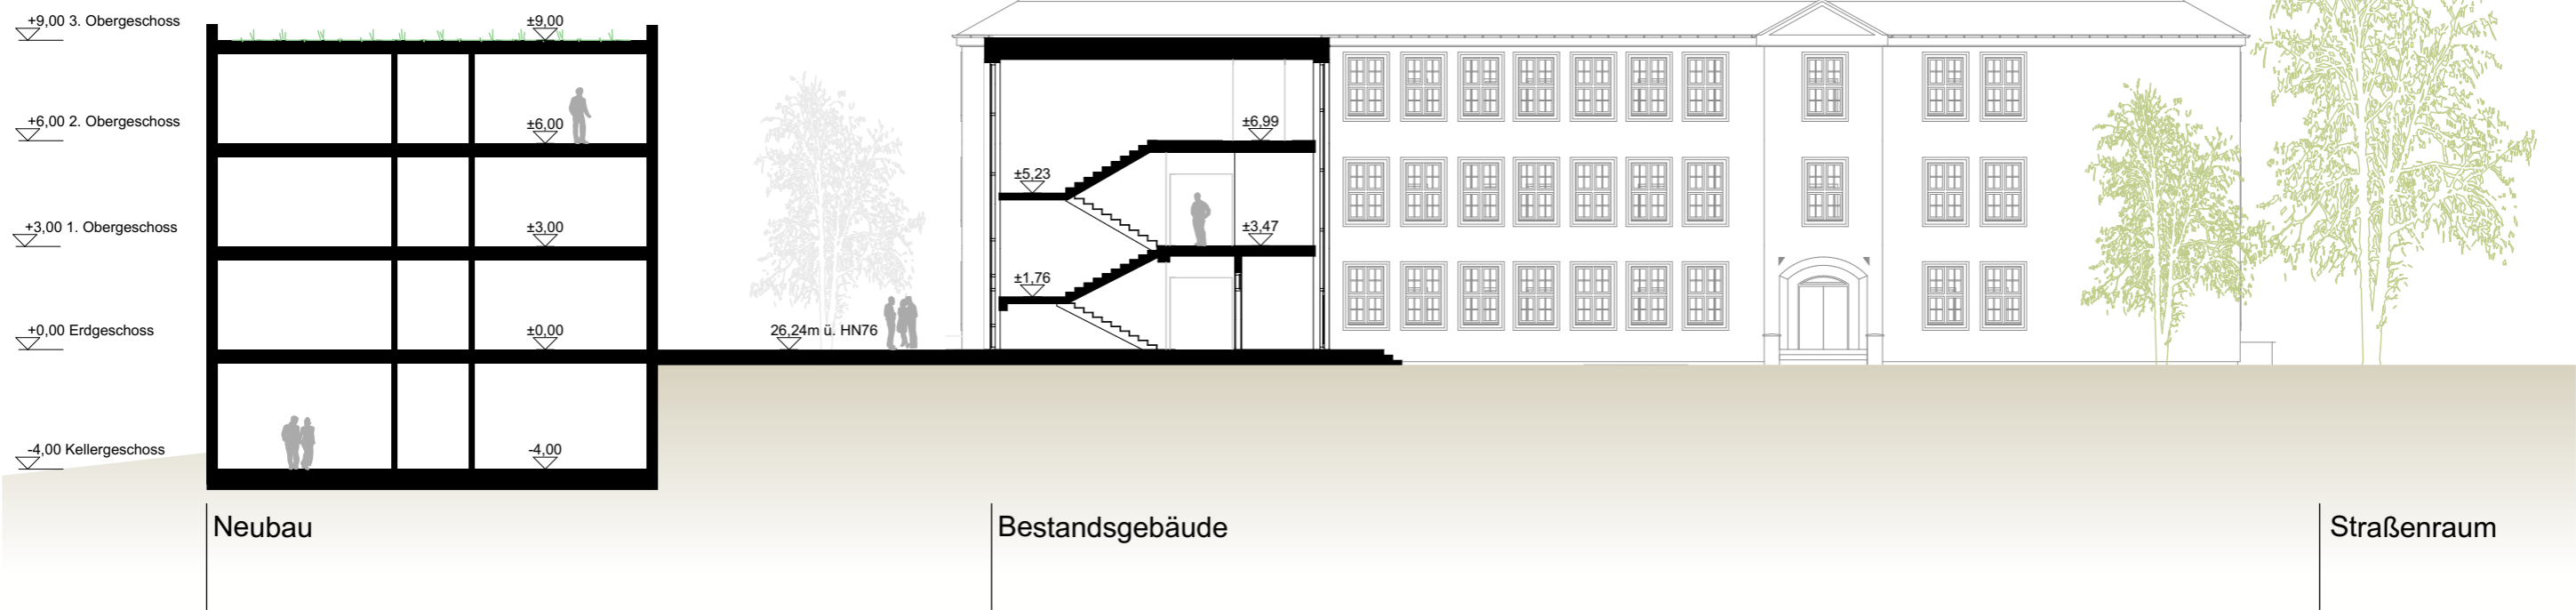 +9,00 3. Obergeschoss
±9,00
+6,00 2. Obergeschoss
±6,00
±6,99
±5,23
+3,00 1. Obergeschoss
±3,00
±3,47
±1,76
+0,00 Erdgeschoss
±0,00
26,24m ü. HN76
-4,00 Kellergeschoss
-4,00
Neubau
Bestandsgebäude
Straßenraum